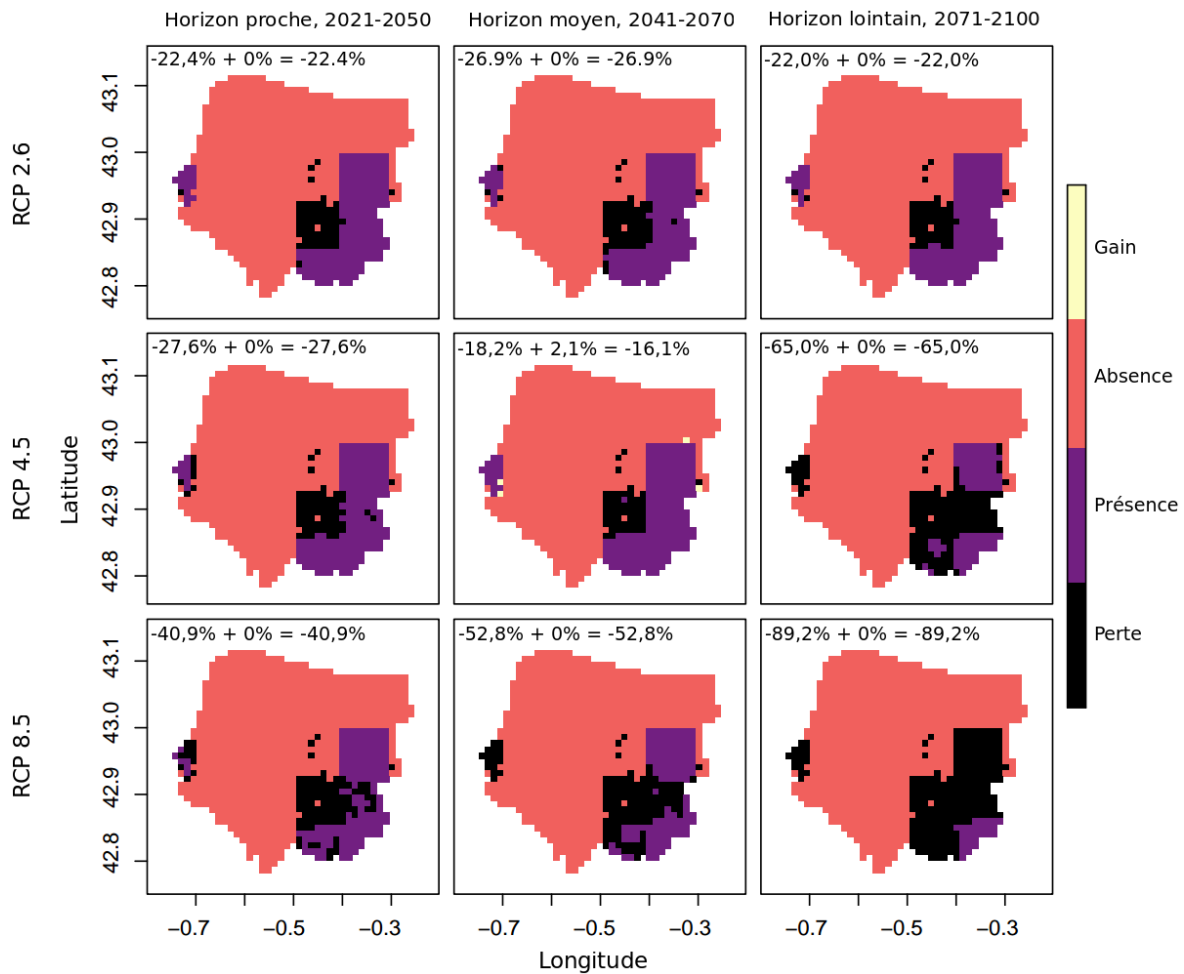 Horizon proche, 2021-2050
Horizon moyen, 2041-2070
Horizon lointain, 2071-2100
RCP 2.6
-22,4% + 0% = -22.4%
-26.9% + 0% = -26.9%
-22,0% + 0% = -22,0%
43.1
43.0
42.9
42.8
RCP 4.5
Latitude
-27,6% + 0% = -27,6%
-18,2% + 2,1% = -16,1%
-65,0% + 0% = -65,0%
43.1
43.0
42.9
42.8
RCP 8.5
-40,9% + 0% = -40,9%
-52,8% + 0% = -52,8%
-89,2% + 0% = -89,2%
43.1
43.0
42.9
42.8
−0.7
−0.5
−0.3
−0.7
−0.5
−0.3
−0.7
−0.5
−0.3
Longitude
Gain
Absence
Présence
Perte